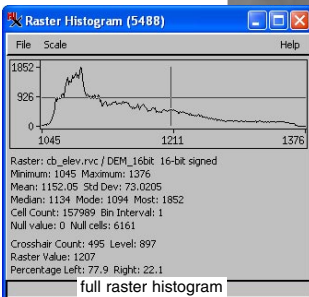 Raster Histogram (5488)
File Scale Help
1852
926
0
1045 1211 1376
Raster: cb_elev.rvc / DEM_16bit 16-bit signed
Minimum: 1045 Maximum: 1376
Mean: 1152.05 Std Dev: 73.0205
Median: 1134 Mode: 1094 Most: 1852
Cell Count: 157989 Bin Interval: 1
Null value: 0 Null cells: 6161
Crosshair Count: 495 Level: 897
Raster Value: 1207
Percentage Left: 77.9 Right: 22.1
full raster histogram